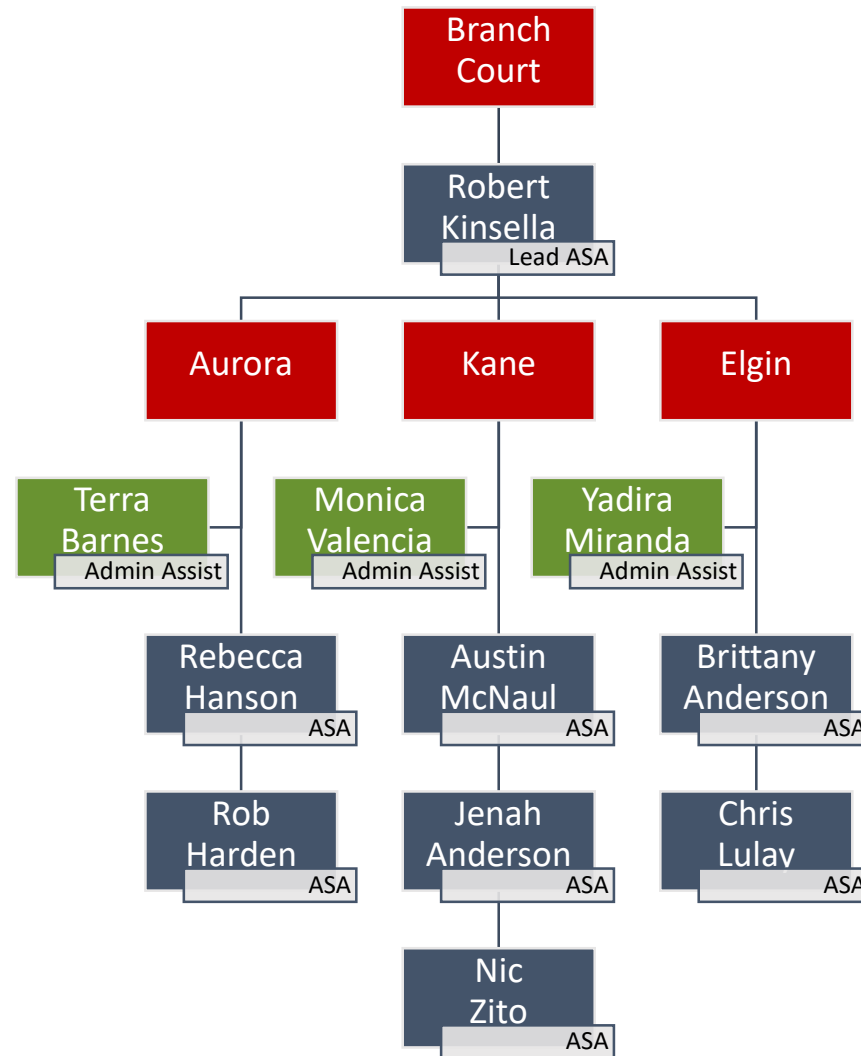 Branch
Court
Robert
Kinsella
Lead ASA
Aurora
Kane
Elgin
Terra
Barnes
Admin Assist
Monica
Valencia
Admin Assist
Yadira
Miranda
Admin Assist
Rebecca
Hanson
ASA
Austin
McNaul
ASA
Brittany
Anderson
ASA
Rob
Harden
ASA
Jenah
Anderson
ASA
Chris
Lulay
ASA
Nic
Zito
ASA